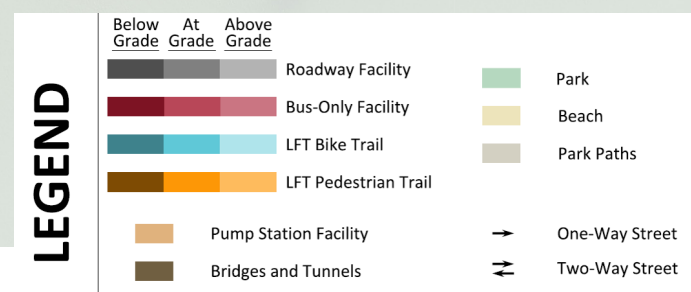 LEGEND
Below Grade
At Grade
Above Grade
Roadway Facility
Bus-Only Facility
LFT Bike Trail
LFT Pedestrian Trail
Pump Station Facility
Bridges and Tunnels
Park
Beach
Park Paths
One-Way Street
Two-Way Street